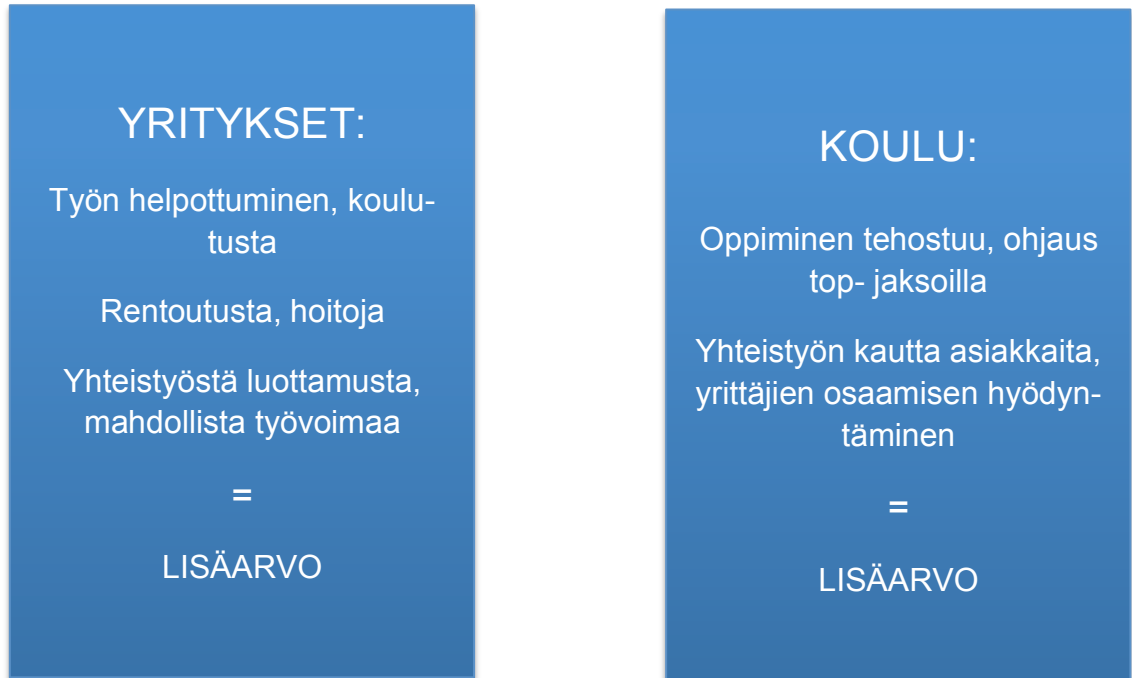 YRITYKSET:
Työn helpottuminen, koulu-
tusta
Rentoutusta, hoitoja
Yhteistyöstä luottamusta,
mahdollista työvoimaa
=
LISÄARVO
KOULU:
Oppiminen tehostuu, ohjaus
top- jaksoilla
Yhteistyön kautta asiakkaita,
yrittäjien osaamisen hyödyn-
täminen
=
LISÄARVO